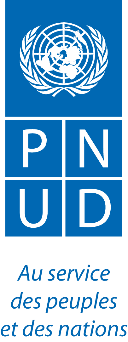 P N
U D
Au service
des peuples
et des nations